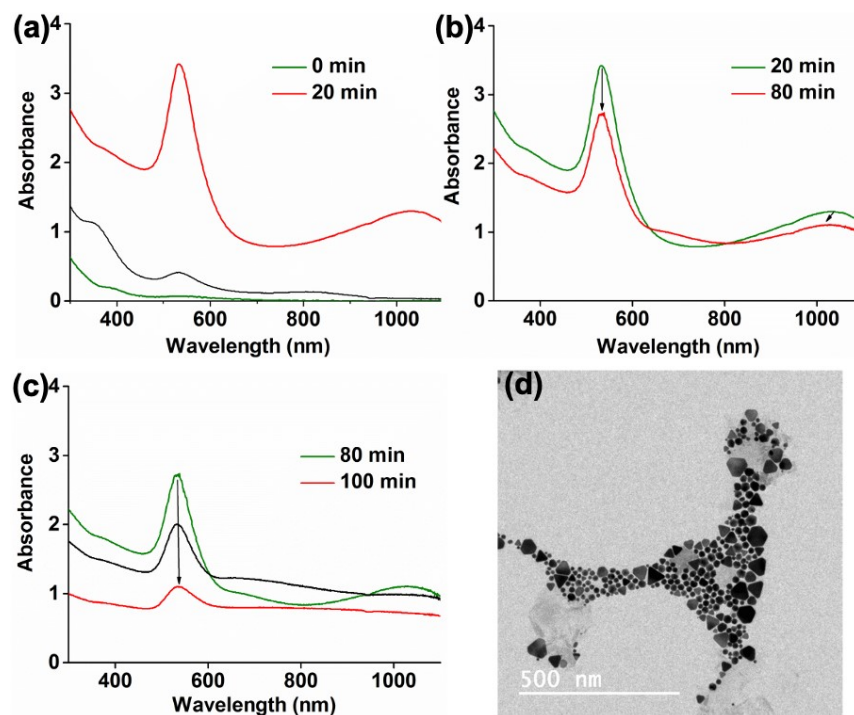 (a)
4
3
2
1
0
Absorbance
0 min
20 min
400 600 800 1000
Wavelength (nm)
(b)
4
3
2
1
0
Absorbance
20 min
80 min
400 600 800 1000
Wavelength (nm)
(c)
4
3
2
1
0
Absorbance
80 min
100 min
400 600 800 1000
Wavelength (nm)
(d)
500 nm